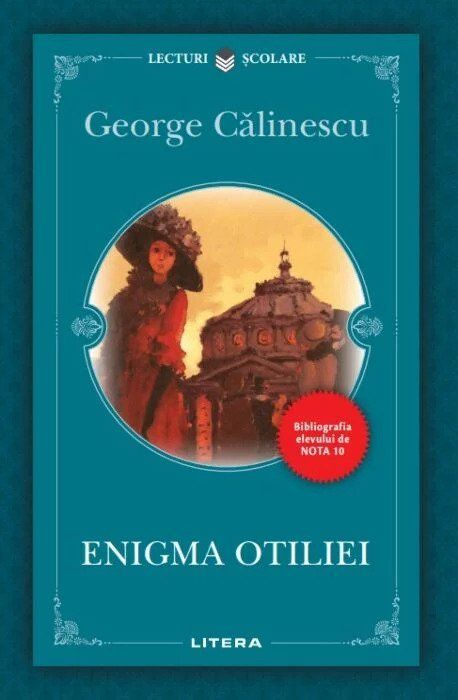 LECTURI ȘCOLARE
George Călinescu
Bibliografia
elevului de
NOTA 10
ENIGMA OTILIEI
LITERA